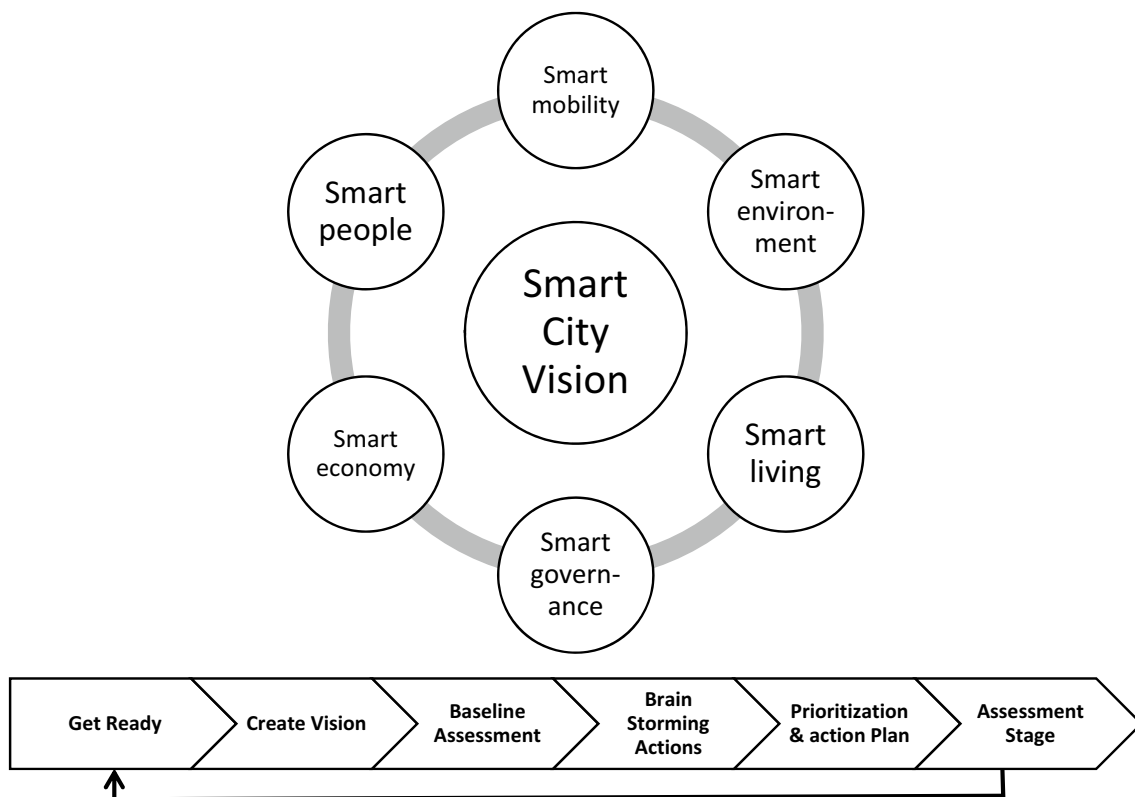 Smart
mobility
Smart
people
Smart
environ-
ment
Smart
City
Vision
Smart
economy
Smart
living
Smart
govern-
ance
Get Ready
Create Vision
Baseline
Assessment
Brain
Storming
Actions
Prioritization
& action Plan
Assessment
Stage